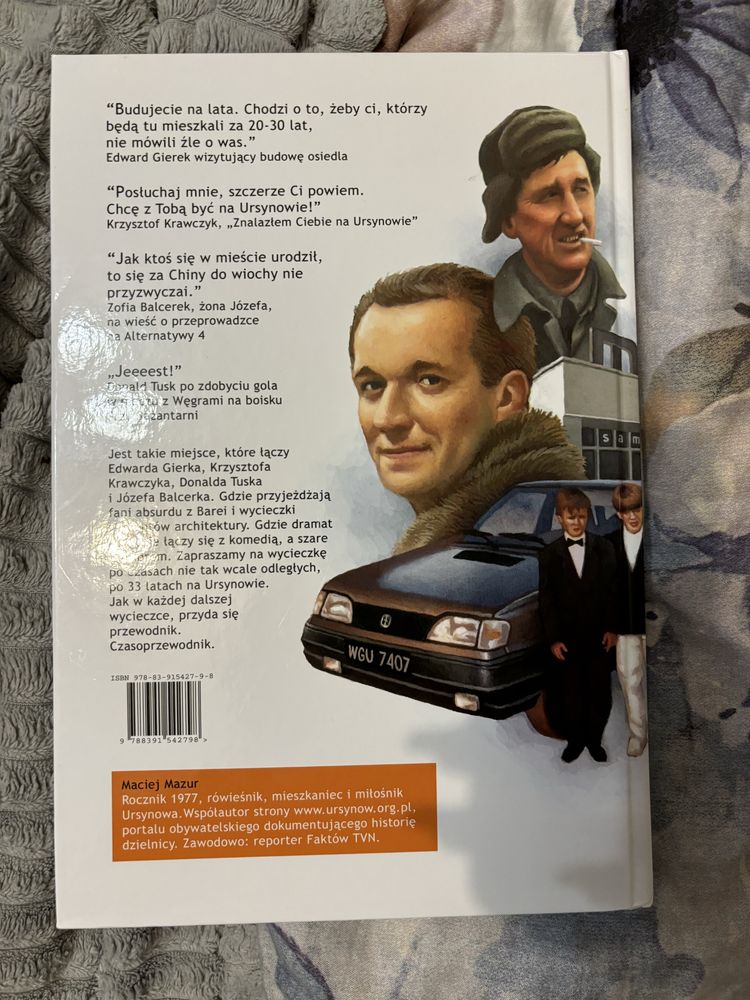 “Budujecie na lata. Chodzi o to, żeby ci, którzy
będą tu mieszkali za 20-30 lat,
nie mówili źle o was.”
Edward Gierek wizytujący budowę osiedla
“Posłuchaj mnie, szczerze Ci powiem.
Chcę z Tobą być na Ursynowie!”
Krzysztof Krawczyk, „Znalazłem Ciebie na Ursynowie”
“Jak ktoś się w mieście urodził,
to się za Chiny do wiochy nie
przyzwyczai.”
Zofia Balcerek, żona Józefa,
na wieść o przeprowadzce
na Alternatywy 4
„Jeeeest!”
Donald Tusk po zdobyciu gola
z Węgrami na boisku
Jest takie miejsce, które łączy
Edwarda Gierka, Krzysztofa
Krawczyka, Donalda Tuska
i Józefa Balcerka. Gdzie przyjeżdżają
fani absurdu z Barei i wycieczki
architektury. Gdzie dramat
łączy się z komedią, a szare
Zapraszamy na wycieczkę
po czasach nie tak wcale odległych,
po 33 latach na Ursynowie.
Jak w każdej dalszej
wycieczce, przyda się
przewodnik.
Czasoprzewodnik.
sam
WGU 7407
ISBN 978-83-915427-9-8
9 788391 542798 >
Maciej Mazur
Rocznik 1977, rówieśnik, mieszkaniec i miłośnik
Ursynowa.Współautor strony www.ursynow.org.pl,
portalu obywatelskiego dokumentującego historię
dzielnicy. Zawodowo: reporter Faktów TVN.